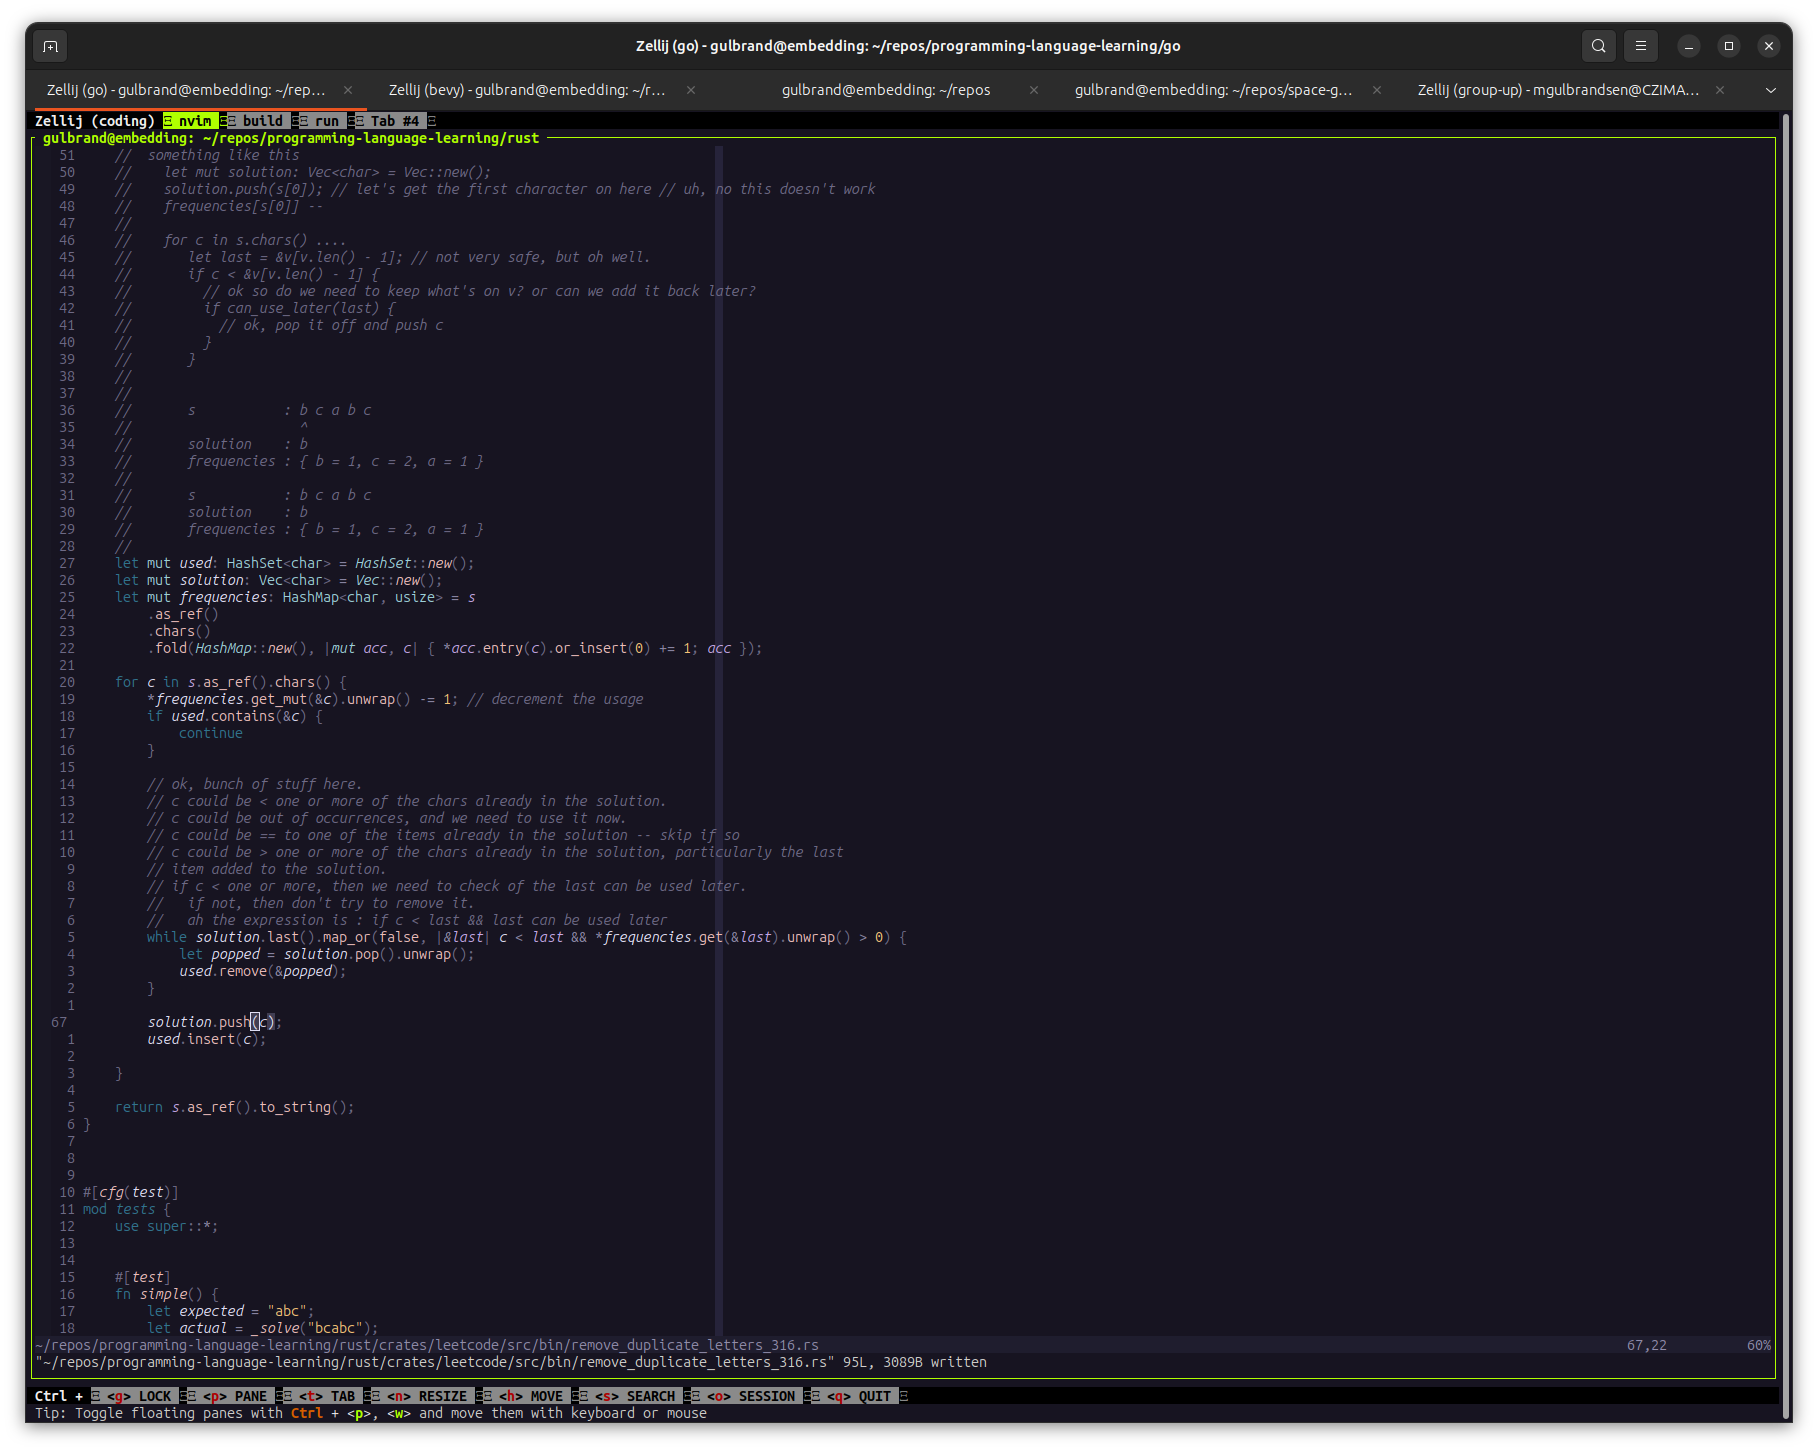 Zellij (go) - gulbrand@embedding: ~/repos/programming-language-learning/go
Zellij (go) - gulbrand@embedding: ~/rep... × Zellij (bevy) - gulbrand@embedding: ~/r... × gulbrand@embedding: ~/repos × gulbrand@embedding: ~/repos/space-g... × Zellij (group-up) - mgulbrandsen@CZIMA... ×
Zellij (coding) nvim build run Tab #4
gulbrand@embedding: ~/repos/programming-language-learning/rust
51     //  something like this
50     //    let mut solution: Vec<char> = Vec::new();
49     //    solution.push(s[0]); // let's get the first character on here // uh, no this doesn't work
48     //    frequencies[s[0]] --
47     //
46     //    for c in s.chars() ....
45     //       let last = &v[v.len() - 1]; // not very safe, but oh well.
44     //       if c < &v[v.len() - 1] {
43     //         // ok so do we need to keep what's on v? or can we add it back later?
42     //         if can_use_later(last) {
41     //           // ok, pop it off and push c
40     //         }
39     //       }
38     //
37     //
36     //       s           : b c a b c
35     //                     ^
34     //       solution    : b
33     //       frequencies : { b = 1, c = 2, a = 1 }
32     //
31     //       s           : b c a b c
30     //       solution    : b
29     //       frequencies : { b = 1, c = 2, a = 1 }
28     //
27     let mut used: HashSet<char> = HashSet::new();
26     let mut solution: Vec<char> = Vec::new();
25     let mut frequencies: HashMap<char, usize> = s
24         .as_ref()
23         .chars()
22         .fold(HashMap::new(), |mut acc, c| { *acc.entry(c).or_insert(0) += 1; acc });
21
20     for c in s.as_ref().chars() {
19         *frequencies.get_mut(&c).unwrap() -= 1; // decrement the usage
18         if used.contains(&c) {
17             continue
16         }
15
14         // ok, bunch of stuff here.
13         // c could be < one or more of the chars already in the solution.
12         // c could be out of occurrences, and we need to use it now.
11         // c could be == to one of the items already in the solution -- skip if so
10         // c could be > one or more of the chars already in the solution, particularly the last
9         // item added to the solution.
8         // if c < one or more, then we need to check of the last can be used later.
7         //   if not, then don't try to remove it.
6         //   ah the expression is : if c < last && last can be used later
5         while solution.last().map_or(false, |&last| c < last && *frequencies.get(&last).unwrap() > 0) {
4             let popped = solution.pop().unwrap();
3             used.remove(&popped);
2         }
1
67         solution.push(c);
1         used.insert(c);
2
3     }
4
5     return s.as_ref().to_string();
6 }
7
8
9
10 #[cfg(test)]
11 mod tests {
12     use super::*;
13
14
15     #[test]
16     fn simple() {
17         let expected = "abc";
18         let actual = _solve("bcabc");
~/repos/programming-language-learning/rust/crates/leetcode/src/bin/remove_duplicate_letters_316.rs 67,22 60%
"~/repos/programming-language-learning/rust/crates/leetcode/src/bin/remove_duplicate_letters_316.rs" 95L, 3089B written
Ctrl + <g> LOCK <p> PANE <t> TAB <n> RESIZE <h> MOVE <s> SEARCH <o> SESSION <q> QUIT
Tip: Toggle floating panes with Ctrl + <p>, <w> and move them with keyboard or mouse